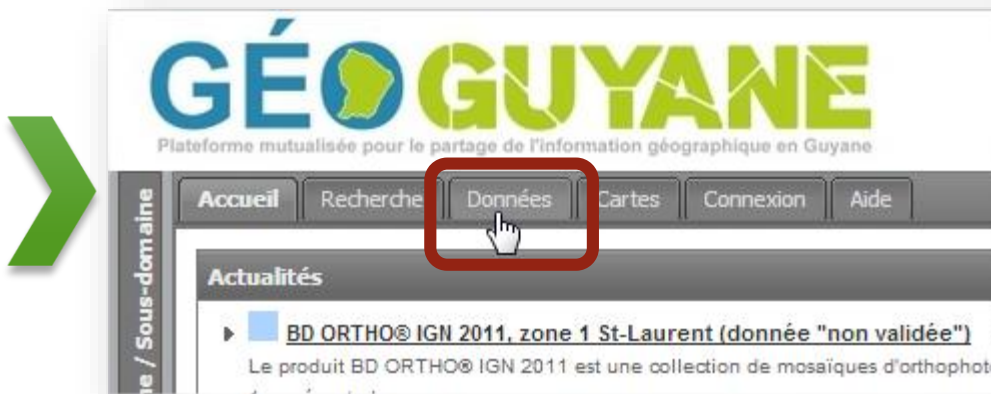 GÉOGUYANE
Plateforme mutualisée pour le partage de l'information géographique en Guyane
Accueil Recherche Données Cartes Connexion Aide
/ Sous-domaine
Actualités
BD ORTHO® IGN 2011, zone 1 St-Laurent (donnée "non validée")
Le produit BD ORTHO® IGN 2011 est une collection de mosaïques d'orthophot